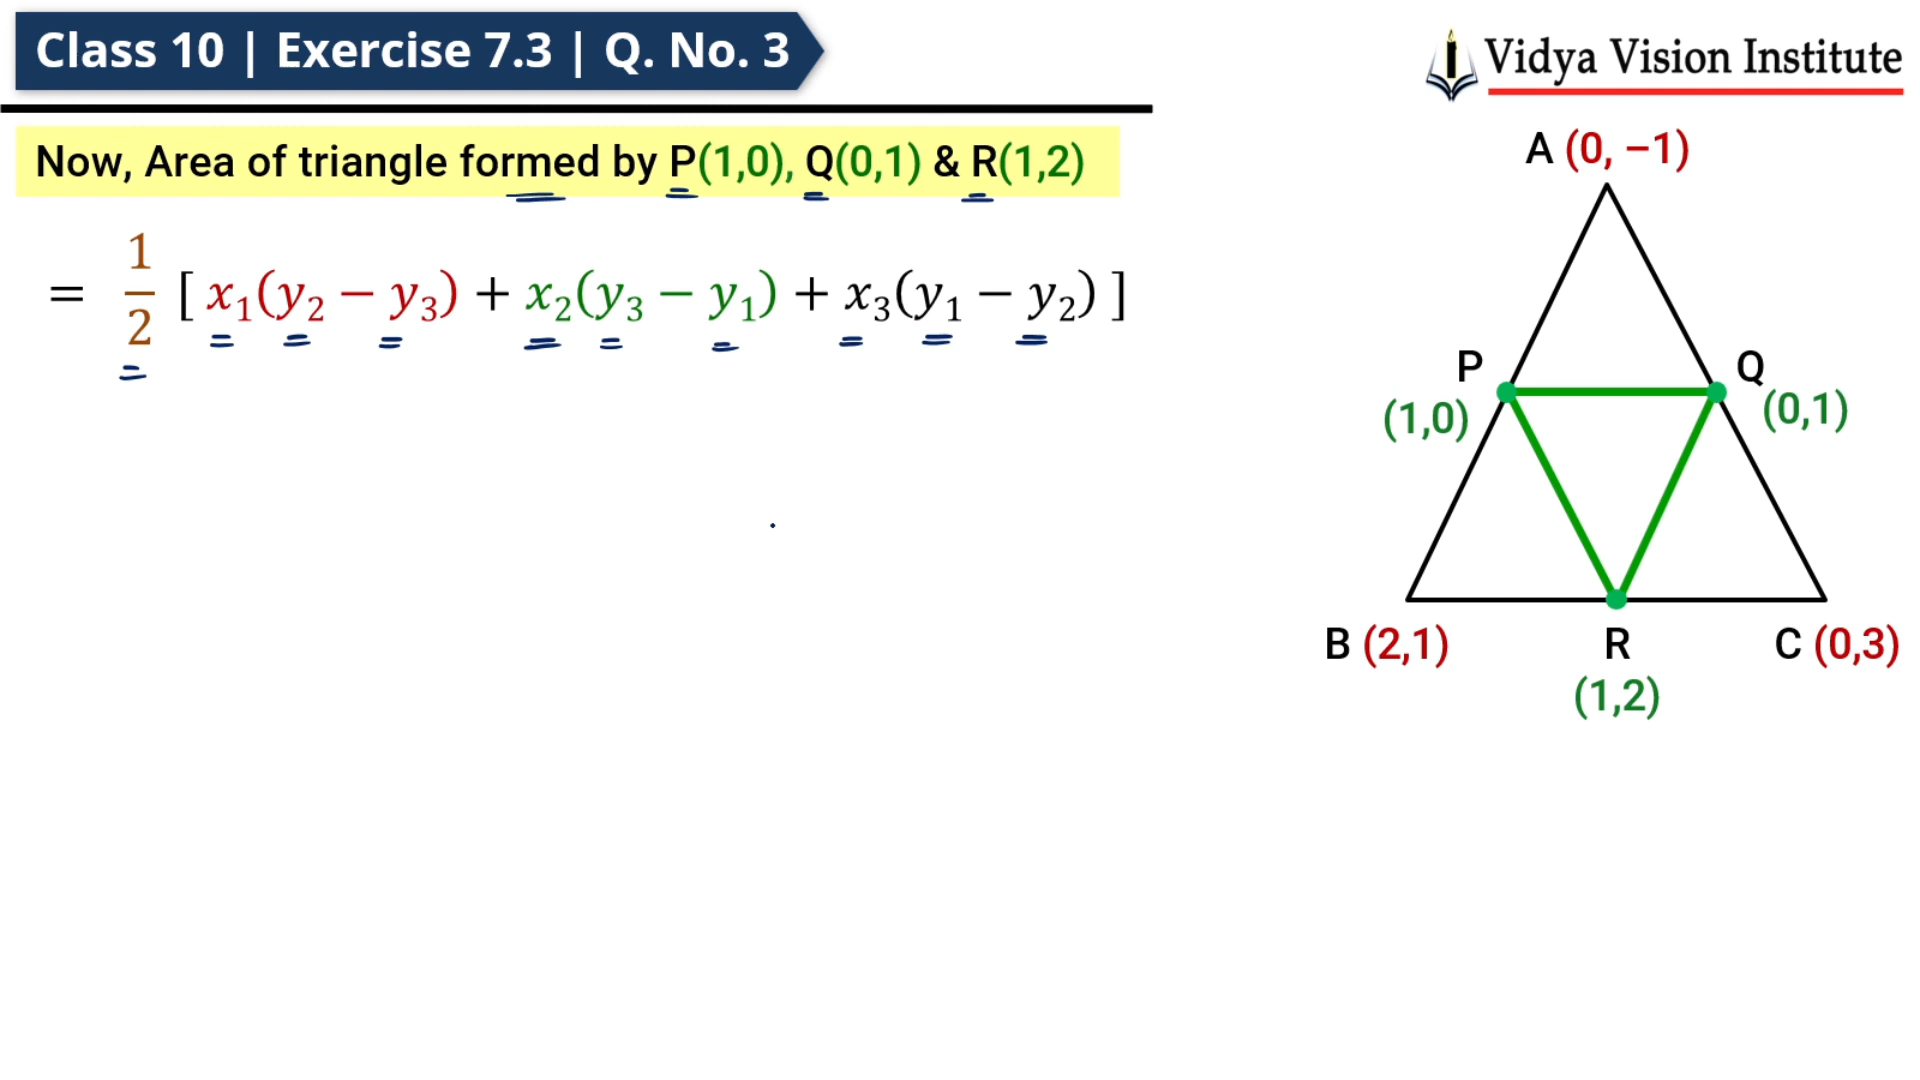 Class 10 | Exercise 7.3 | Q. No. 3
Vidya Vision Institute
Now, Area of triangle formed by P(1,0), Q(0,1) & R(1,2)
= 1/2 [ x₁(y₂ − y₃) + x₂(y₃ − y₁) + x₃(y₁ − y₂) ]
A (0, −1)
P
(1,0)
Q
(0,1)
B (2,1)
R
(1,2)
C (0,3)